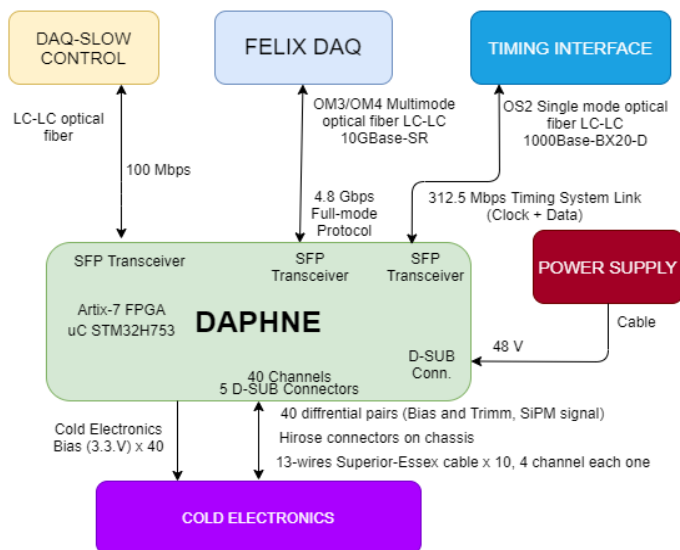 DAQ-SLOW
CONTROL
FELIX DAQ
TIMING INTERFACE
LC-LC optical
fiber
OM3/OM4 Multimode
optical fiber LC-LC
10GBase-SR
OS2 Single mode optical
fiber LC-LC
1000Base-BX20-D
100 Mbps
4.8 Gbps
Full-mode
Protocol
312.5 Mbps Timing System Link
(Clock + Data)
SFP Transceiver
SFP
Transceiver
SFP
Transceiver
POWER SUPPLY
Artix-7 FPGA
uC STM32H753
DAPHNE
Cable
48 V
D-SUB
Conn.
40 Channels
5 D-SUB Connectors
Cold Electronics
Bias (3.3.V) x 40
40 diffrential pairs (Bias and Trimm, SiPM signal)
Hirose connectors on chassis
13-wires Superior-Essex cable x 10, 4 channel each one
COLD ELECTRONICS